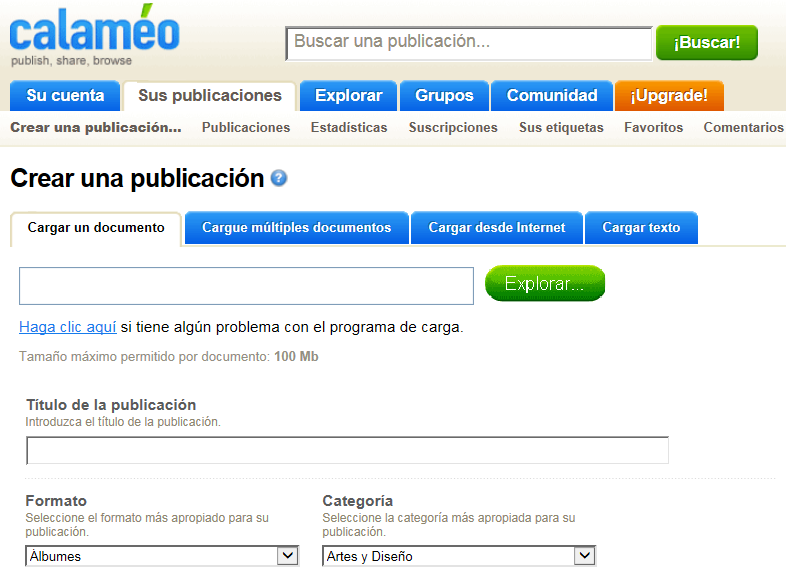 calaméo
publish, share, browse
Buscar una publicación...
¡Buscar!
Su cuenta
Sus publicaciones
Explorar
Grupos
Comunidad
¡Upgrade!
Crear una publicación...
Publicaciones
Estadísticas
Suscripciones
Sus etiquetas
Favoritos
Comentarios
Crear una publicación ?
Cargar un documento
Cargue múltiples documentos
Cargar desde Internet
Cargar texto
Explorar...
Haga clic aquí si tiene algún problema con el programa de carga.
Tamaño máximo permitido por documento: 100 Mb
Título de la publicación
Introduzca el título de la publicación.
Formato
Seleccione el formato más apropiado para su
publicación.
Álbumes
Categoría
Seleccione la categoría más apropiada para su
publicación.
Artes y Diseño